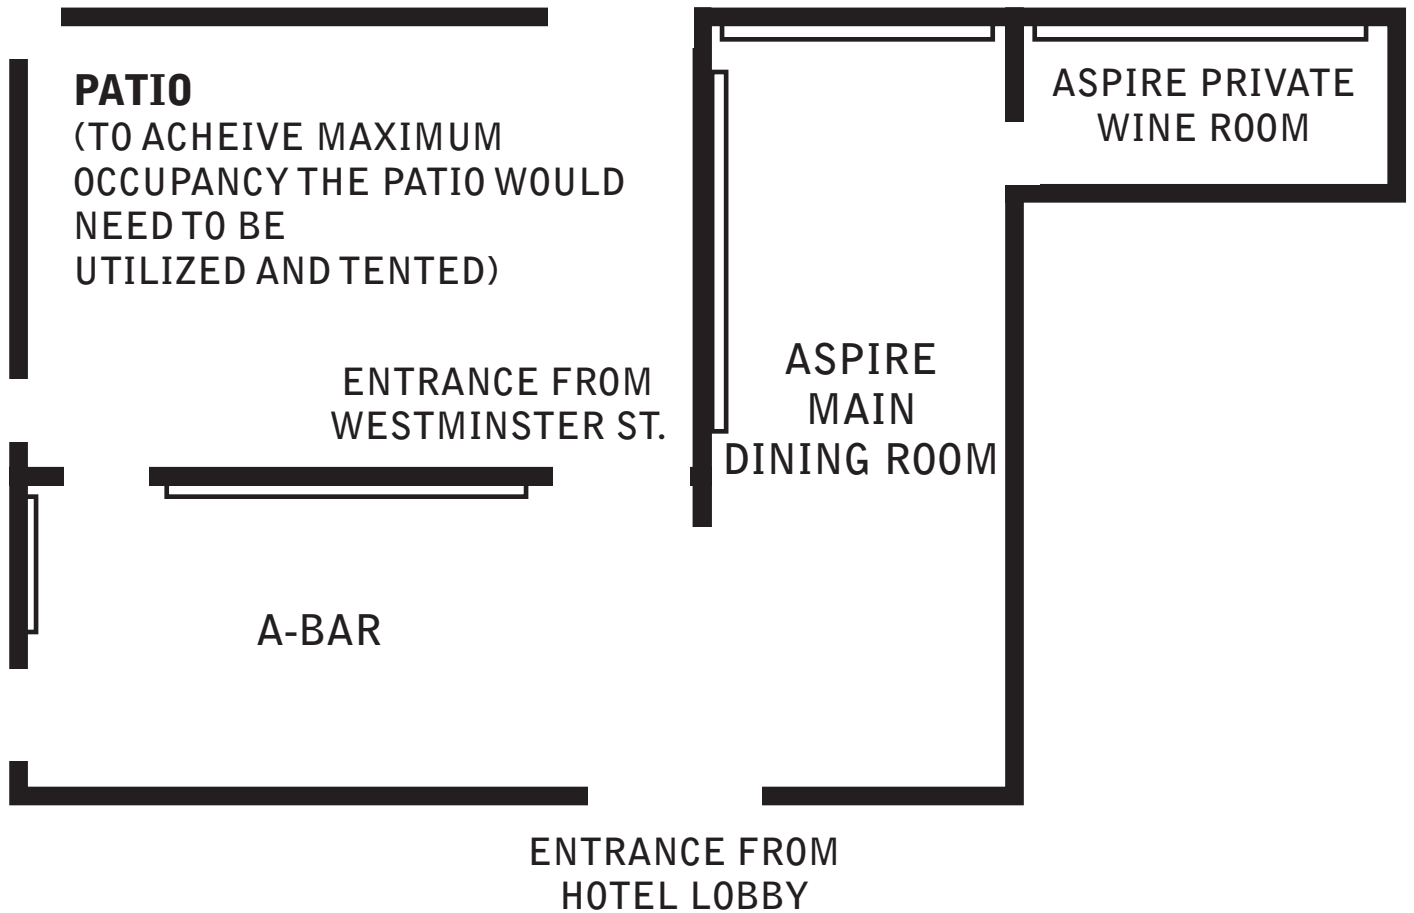 PATIO
(TO ACHEIVE MAXIMUM
OCCUPANCY THE PATIO WOULD
NEED TO BE
UTILIZED AND TENTED)
ENTRANCE FROM
WESTMINSTER ST.
ASPIRE PRIVATE
WINE ROOM
ASPIRE
MAIN
DINING ROOM
A-BAR
ENTRANCE FROM
HOTEL LOBBY